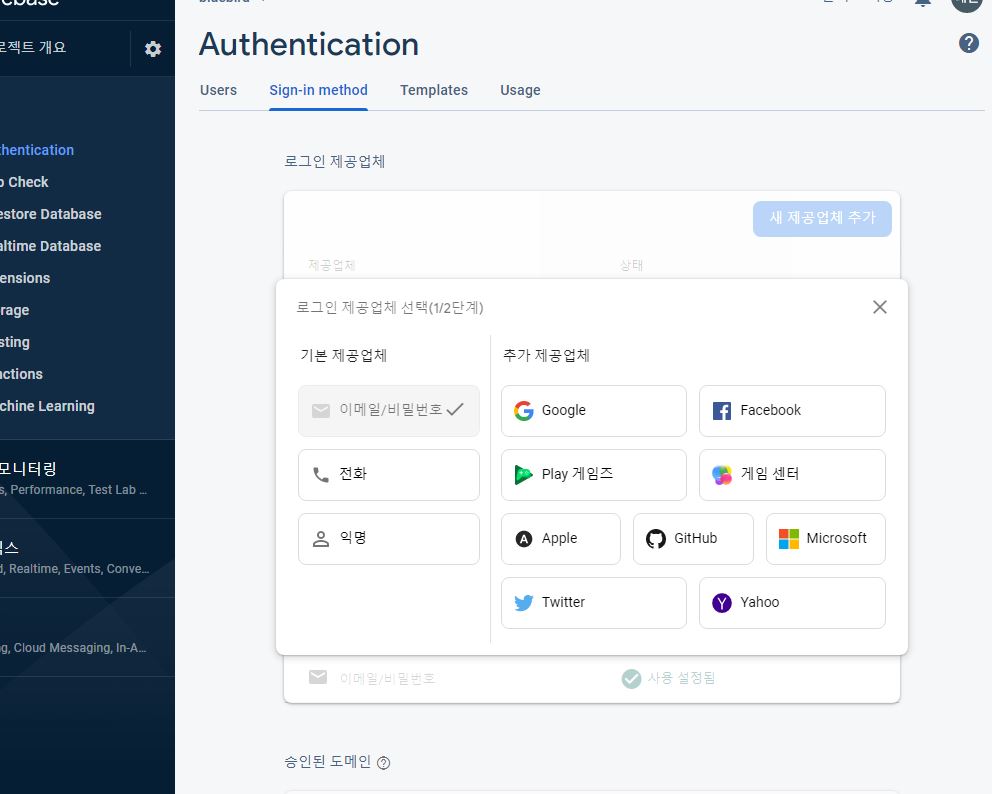 로젝트 개요
Authentication
Users
Sign-in method
Templates
Usage
hentication
Check
estore Database
altime Database
ensions
rage
sting
nctions
chine Learning
모니터링
s, Performance, Test Lab ...
스
d, Realtime, Events, Conve...
ng, Cloud Messaging, In-A...
로그인 제공업체
새 제공업체 추가
제공업체
상태
로그인 제공업체 선택(1/2단계)
기본 제공업체
추가 제공업체
이메일/비밀번호
Google
Facebook
전화
Play 게임즈
게임 센터
익명
Apple
GitHub
Microsoft
Twitter
Yahoo
이메일/비밀번호
사용 설정됨
승인된 도메인